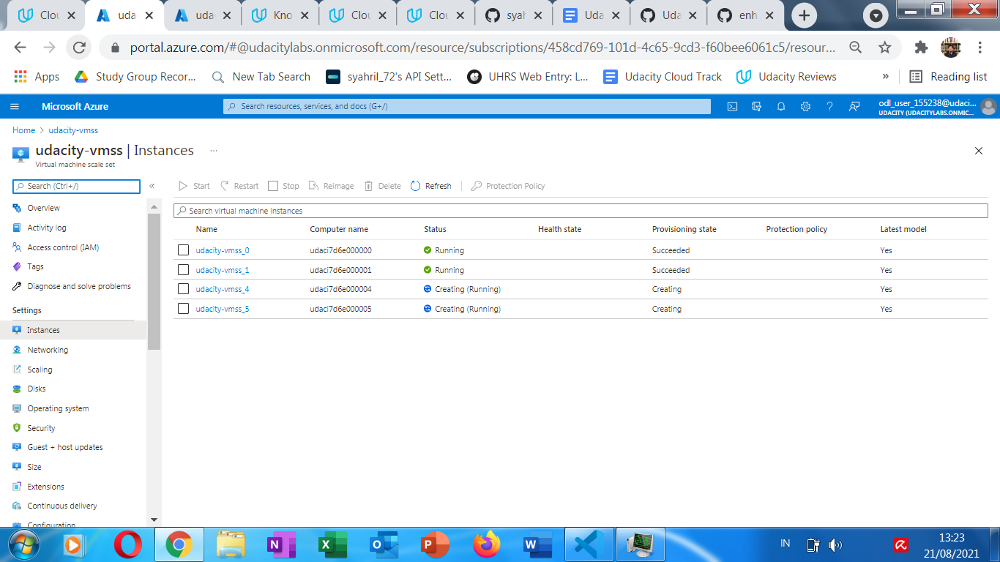 Clou
uda
uda
Kno
Clou
Clou
syah
Uda
Uda
enh
portal.azure.com/#@udacitylabs.onmicrosoft.com/resource/subscriptions/458cd769-101d-4c65-9cd3-f60bee6061c5/resour...
Apps
Study Group Recor...
New Tab Search
syahril_72's API Sett...
UHRS Web Entry: L...
Udacity Cloud Track
Udacity Reviews
»
Reading list
Microsoft Azure
Search resources, services, and docs (G+/)
odl_user_155238@udaci...
UDACITY (UDACITYLABS.ONMIC...
Home > udacity-vmss
udacity-vmss | Instances ...
Virtual machine scale set
Search (Ctrl+/)
«
Start Restart Stop Reimage Delete Refresh Protection Policy
Overview
Activity log
Access control (IAM)
Tags
Diagnose and solve problems
Settings
Instances
Networking
Scaling
Disks
Operating system
Security
Guest + host updates
Size
Extensions
Continuous delivery
Configuration
Search virtual machine instances
Name Computer name Status Health state Provisioning state Protection policy Latest model
udacity-vmss_0 udaci7d6e000000 Running Succeeded Yes
udacity-vmss_1 udaci7d6e000001 Running Succeeded Yes
udacity-vmss_4 udaci7d6e000004 Creating (Running) Creating Yes
udacity-vmss_5 udaci7d6e000005 Creating (Running) Creating Yes
IN
13:23
21/08/2021